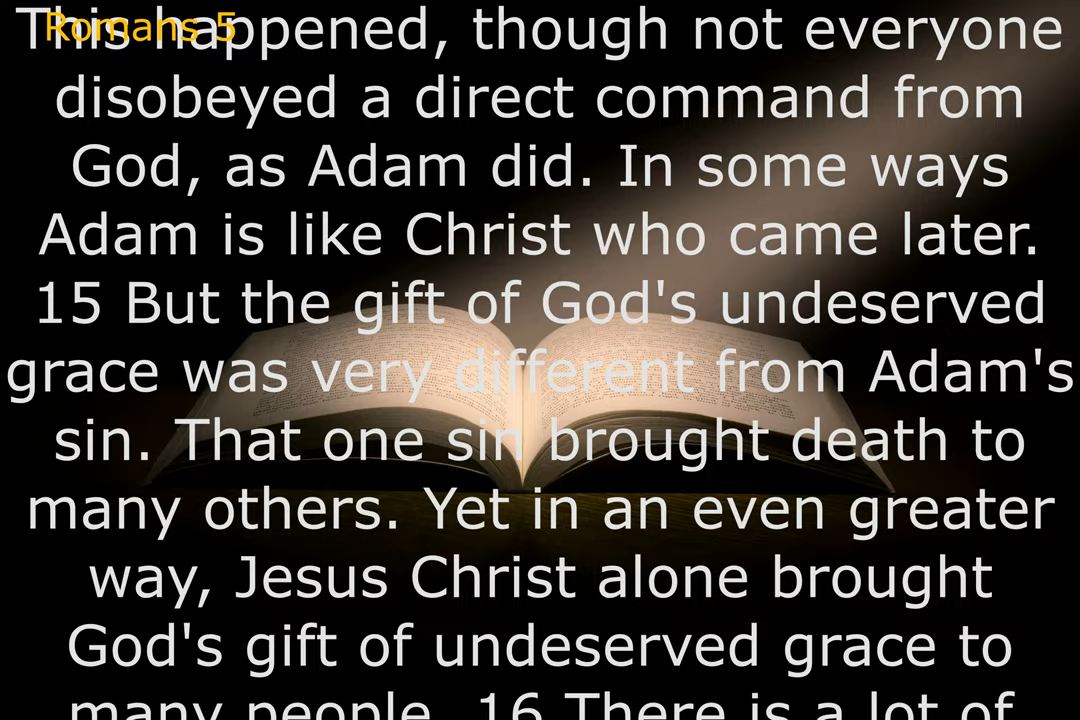 Romans 5
This happened, though not everyone
disobeyed a direct command from
God, as Adam did. In some ways
Adam is like Christ who came later.
15 But the gift of God's undeserved
grace was very different from Adam's
sin. That one sin brought death to
many others. Yet in an even greater
way, Jesus Christ alone brought
God's gift of undeserved grace to
many people. 16 There is a lot of